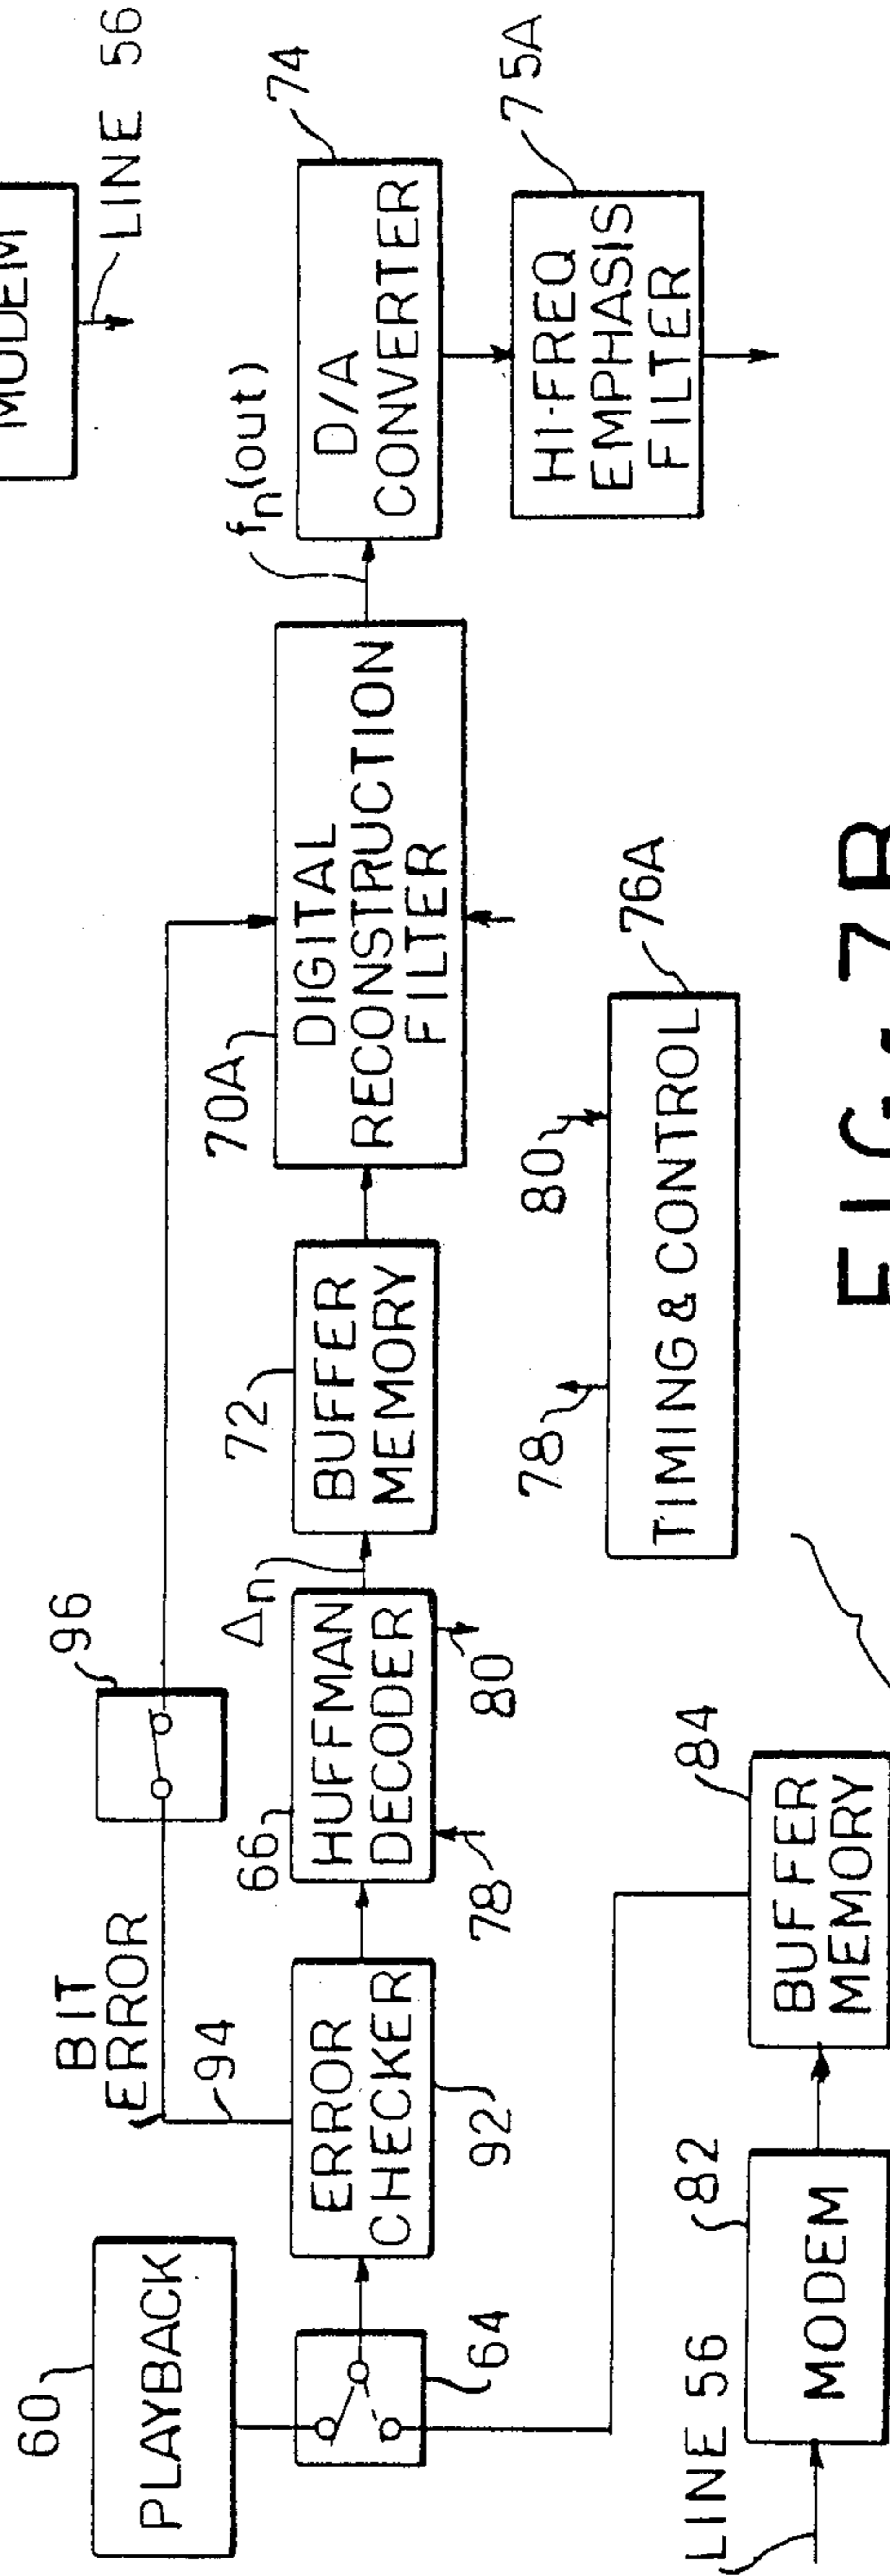 MODEM
LINE 56
60
PLAYBACK
64
BIT
ERROR
94
ERROR
CHECKER
92
96
66
HUFFMAN
DECODER
78
80
Δn
72
BUFFER
MEMORY
70A
DIGITAL
RECONSTRUCTION
FILTER
fn(out)
74
D/A
CONVERTER
75A
HI-FREQ
EMPHASIS
FILTER
78
80
76A
TIMING & CONTROL
LINE 56
82
MODEM
84
BUFFER
MEMORY
FIG. 7B